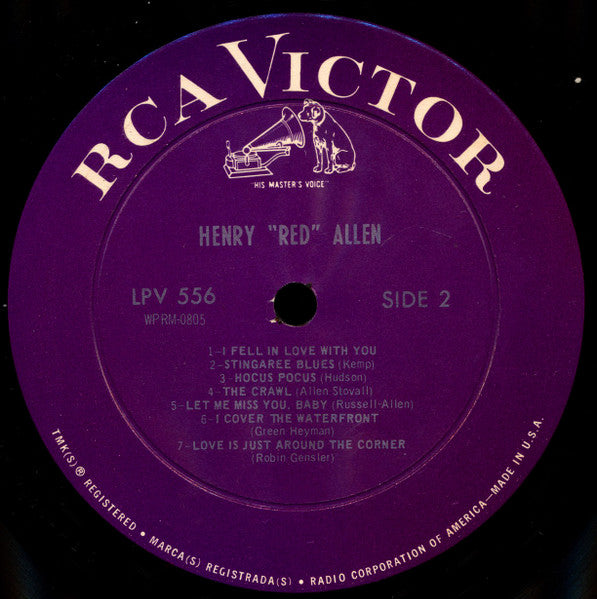 RCA VICTOR
"HIS MASTER'S VOICE"
HENRY "RED" ALLEN
LPV 556
WPRM-0805
SIDE 2
1-I FELL IN LOVE WITH YOU
2-STINGAREE BLUES (Kemp)
3-HOCUS POCUS (Hudson)
4-THE CRAWL (Allen Stovall)
5-LET ME MISS YOU, BABY (Russell-Allen)
6-I COVER THE WATERFRONT
(Green Heyman)
7-LOVE IS JUST AROUND THE CORNER
(Robin Gensler)
TMK(S)® REGISTERED • MARCA(S) REGISTRADA(S) • RADIO CORPORATION OF AMERICA—MADE IN U.S.A.